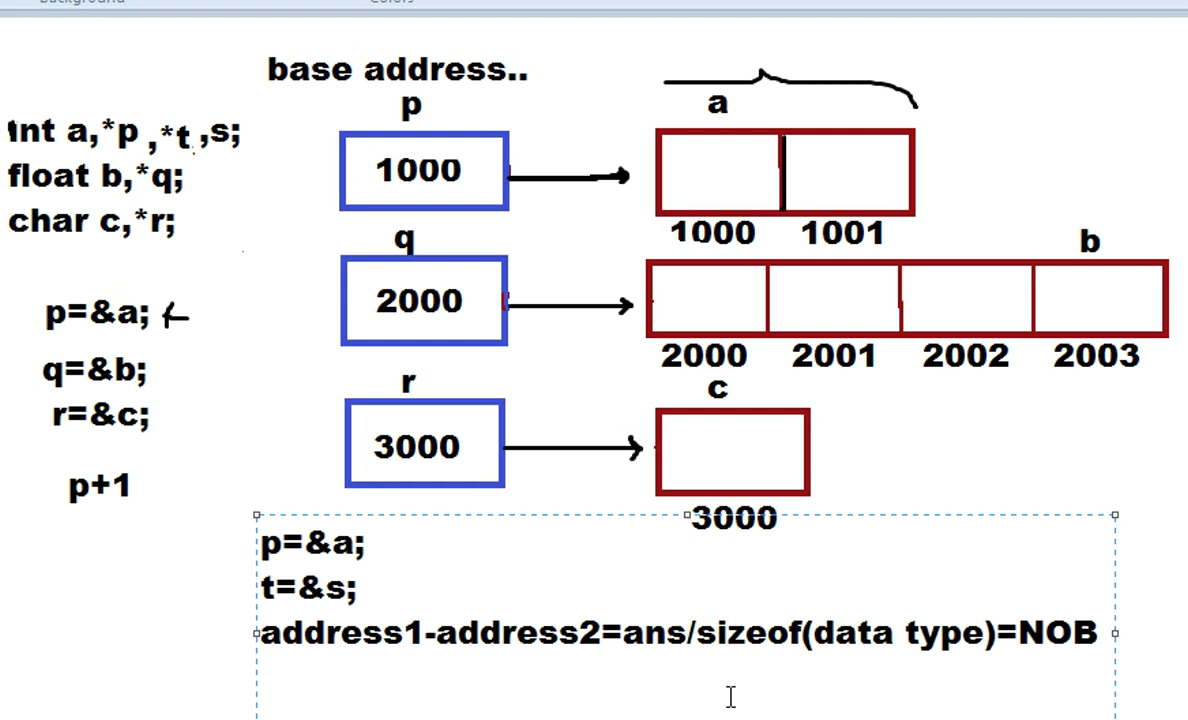 base address..
p
a
int a,*p ,*t ,s;
1000
float b,*q;
char c,*r;
1000 1001
q
b
p=&a;
2000
2000 2001 2002 2003
q=&b;
r
c
r=&c;
3000
p+1
3000
p=&a;
t=&s;
address1-address2=ans/sizeof(data type)=NOB